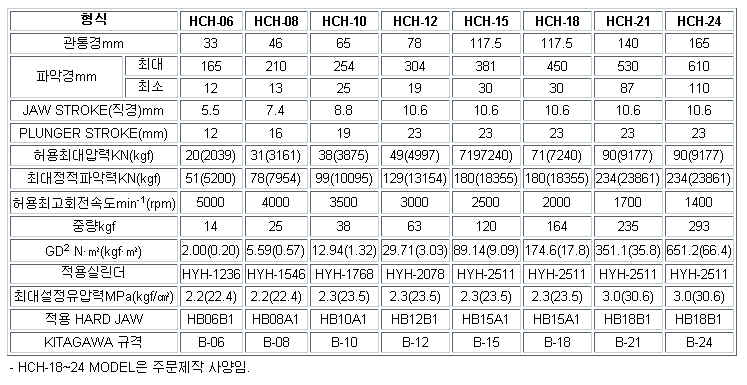 형식 HCH-06 HCH-08 HCH-10 HCH-12 HCH-15 HCH-18 HCH-21 HCH-24
관통경mm 33 46 65 78 117.5 117.5 140 165
파악경mm 최대 165 210 254 304 381 450 530 610
최소 12 13 25 19 30 30 87 110
JAW STROKE(직경)mm 5.5 7.4 8.8 10.6 10.6 10.6 10.6 10.6
PLUNGER STROKE(mm) 12 16 19 23 23 23 23 23
허용최대압력KN(kgf) 20(2039) 31(3161) 38(3875) 49(4997) 7197240) 71(7240) 90(9177) 90(9177)
최대정적파악력KN(kgf) 51(5200) 78(7954) 99(10095) 129(13154) 180(18355) 180(18355) 234(23861) 234(23861)
허용최고회전속도min-1(rpm) 5000 4000 3500 3000 2500 2000 1700 1400
중량kgf 14 25 38 63 120 164 235 293
GD² N·㎡(kgf·㎡) 2.00(0.20) 5.59(0.57) 12.94(1.32) 29.71(3.03) 89.14(9.09) 174.6(17.8) 351.1(35.8) 651.2(66.4)
적용실린더 HYH-1236 HYH-1546 HYH-1768 HYH-2078 HYH-2511 HYH-2511 HYH-2511 HYH-2511
최대설정유압력MPa(kgf/㎠) 2.2(22.4) 2.2(22.4) 2.3(23.5) 2.3(23.5) 2.3(23.5) 2.3(23.5) 3.0(30.6) 3.0(30.6)
적용 HARD JAW HB06B1 HB08A1 HB10A1 HB12B1 HB15A1 HB15A1 HB18B1 HB18B1
KITAGAWA 규격 B-06 B-08 B-10 B-12 B-15 B-18 B-21 B-24
- HCH-18~24 MODEL은 주문제작 사양임.